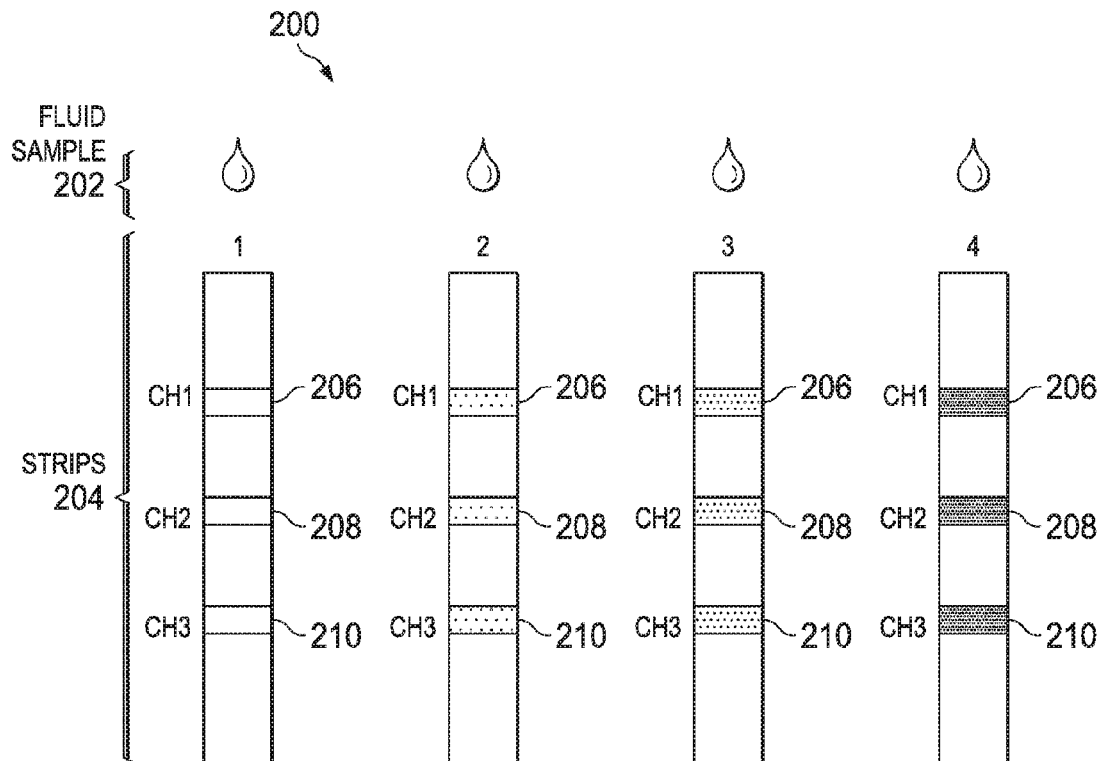 200
FLUID
SAMPLE
202
1 2 3 4
CH1 206 CH1 206 CH1 206 CH1 206
STRIPS
204
CH2 208 CH2 208 CH2 208 CH2 208
CH3 210 CH3 210 CH3 210 CH3 210